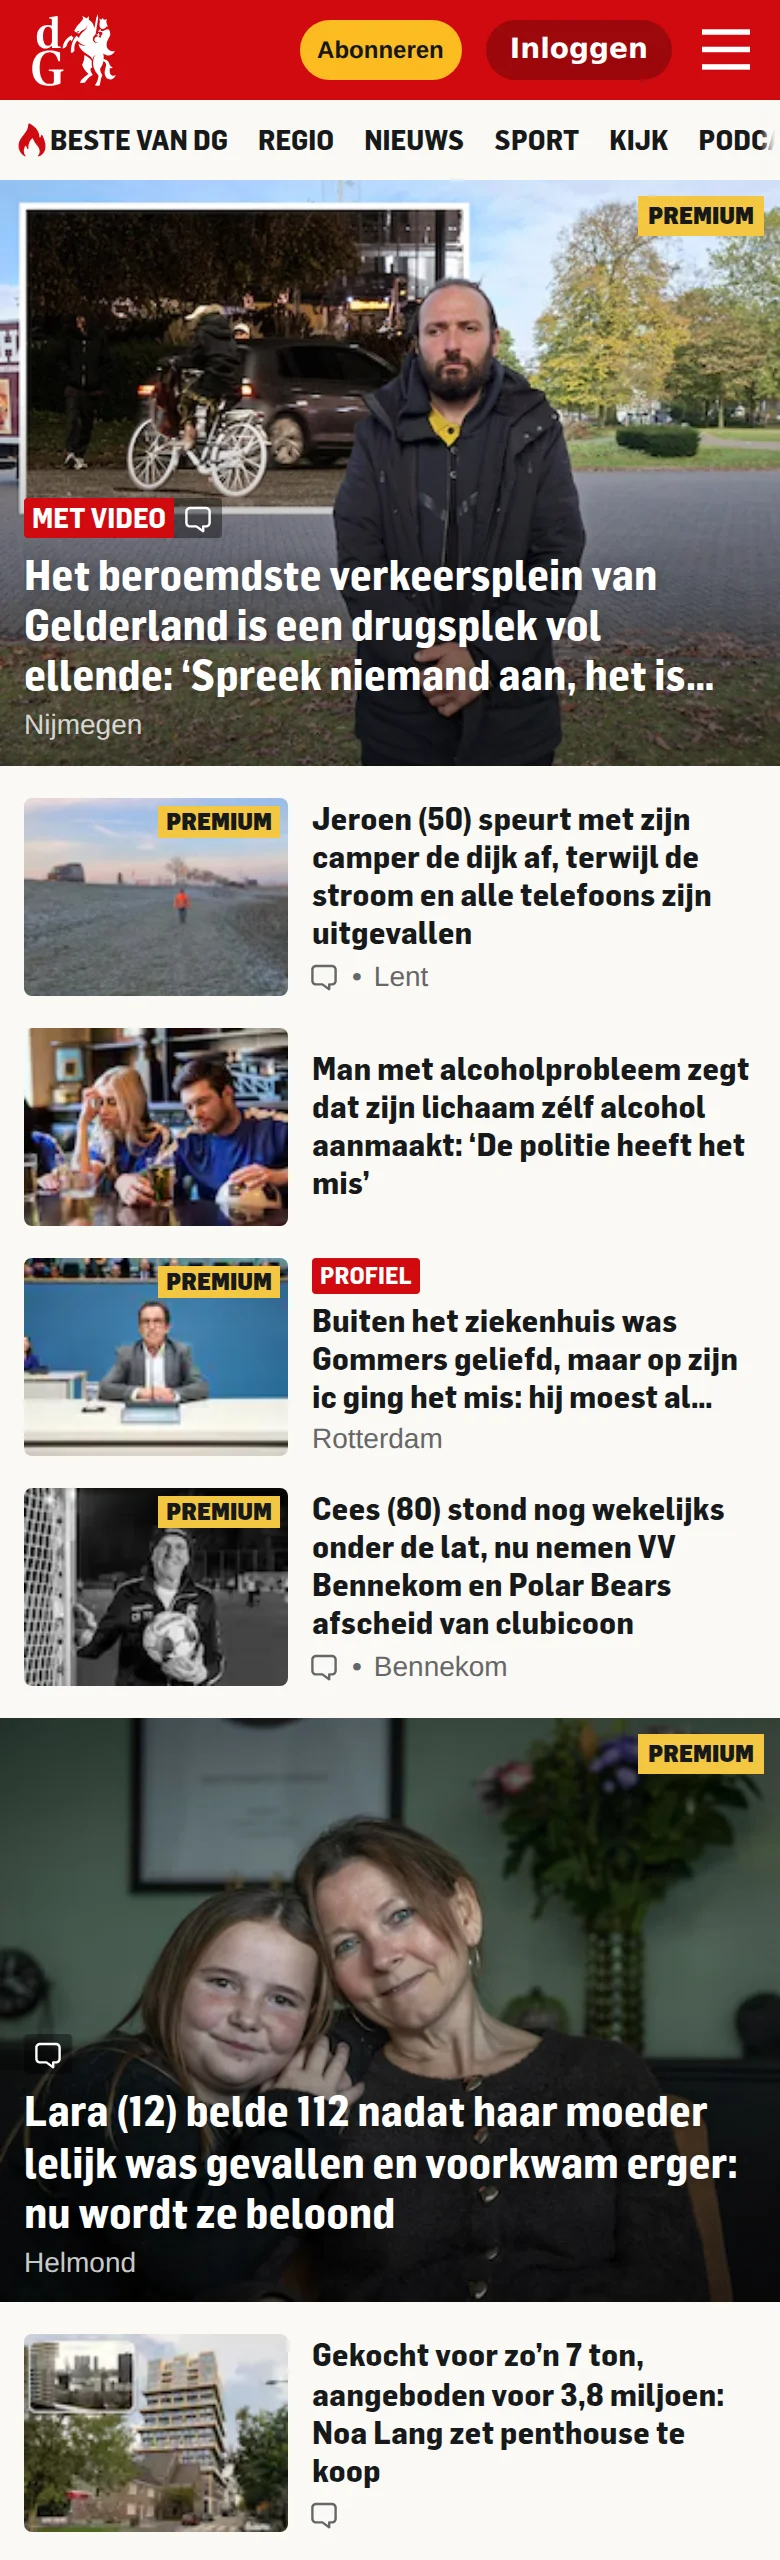 dG
Abonneren
Inloggen
BESTE VAN DG REGIO NIEUWS SPORT KIJK PODCA
PREMIUM
MET VIDEO
Het beroemdste verkeersplein van
Gelderland is een drugsplek vol
ellende: ‘Spreek niemand aan, het is...
Nijmegen
PREMIUM
Jeroen (50) speurt met zijn
camper de dijk af, terwijl de
stroom en alle telefoons zijn
uitgevallen
• Lent
Man met alcoholprobleem zegt
dat zijn lichaam zélf alcohol
aanmaakt: ‘De politie heeft het
mis’
PREMIUM
PROFIEL
Buiten het ziekenhuis was
Gommers geliefd, maar op zijn
ic ging het mis: hij moest al...
Rotterdam
PREMIUM
Cees (80) stond nog wekelijks
onder de lat, nu nemen VV
Bennekom en Polar Bears
afscheid van clubicoon
• Bennekom
PREMIUM
Lara (12) belde 112 nadat haar moeder
lelijk was gevallen en voorkwam erger:
nu wordt ze beloond
Helmond
Gekocht voor zo’n 7 ton,
aangeboden voor 3,8 miljoen:
Noa Lang zet penthouse te
koop